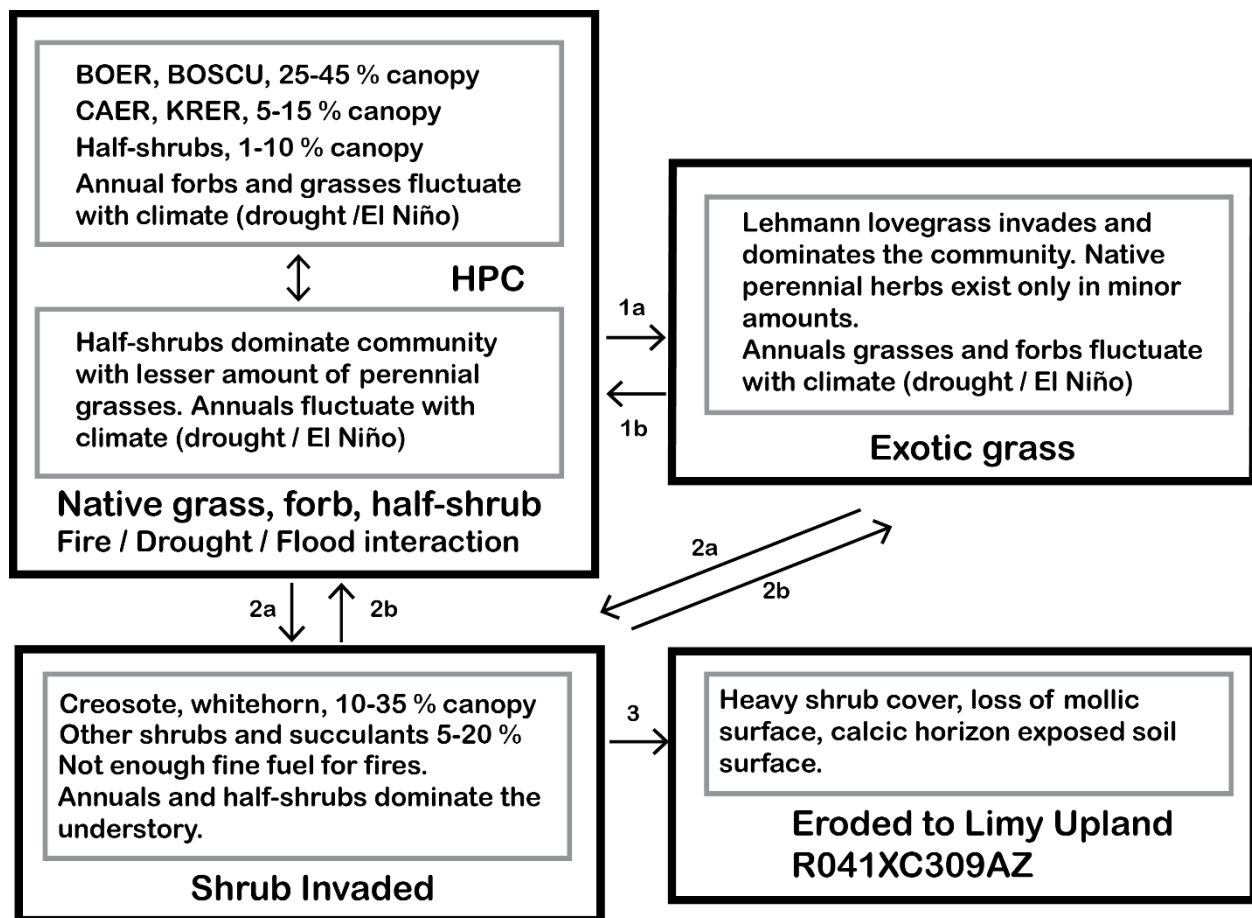 BOER, BOSCU, 25-45 % canopy
CAER, KRER, 5-15 % canopy
Half-shrubs, 1-10 % canopy
Annual forbs and grasses fluctuate
with climate (drought /El Niño)
HPC
Half-shrubs dominate community
with lesser amount of perennial
grasses. Annuals fluctuate with
climate (drought / El Niño)
Native grass, forb, half-shrub
Fire / Drought / Flood interaction
1a
1b
Lehmann lovegrass invades and
dominates the community. Native
perennial herbs exist only in minor
amounts.
Annuals grasses and forbs fluctuate
with climate (drought / El Niño)
Exotic grass
2a
2b
2a
2b
Creosote, whitehorn, 10-35 % canopy
Other shrubs and succulants 5-20 %
Not enough fine fuel for fires.
Annuals and half-shrubs dominate the
understory.
Shrub Invaded
3
Heavy shrub cover, loss of mollic
surface, calcic horizon exposed soil
surface.
Eroded to Limy Upland
R041XC309AZ